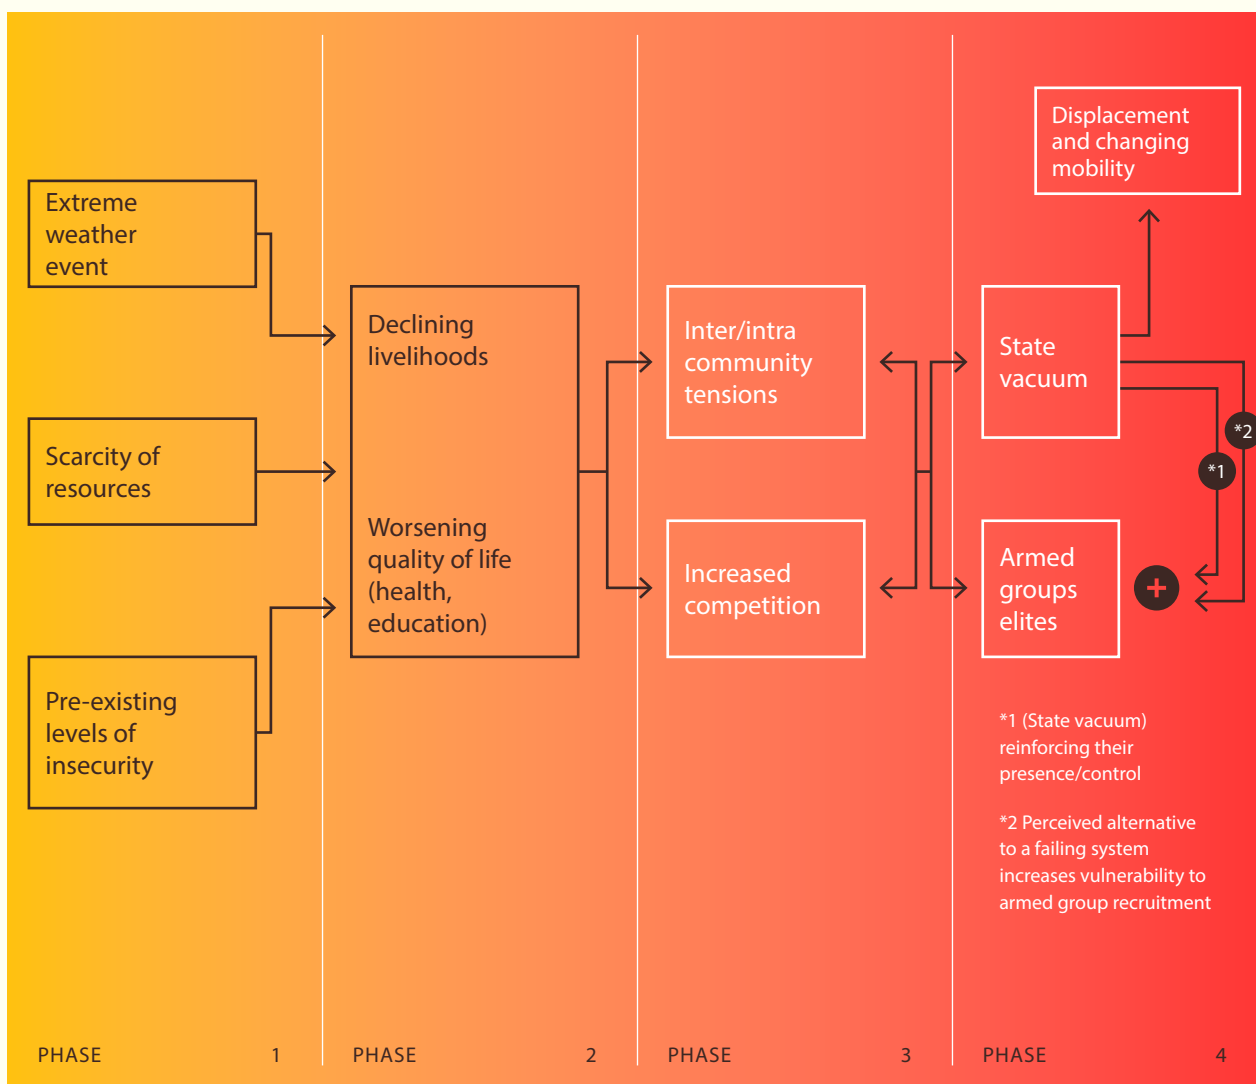 Extreme
weather
event
Scarcity of
resources
Pre-existing
levels of
insecurity
Declining
livelihoods
Worsening
quality of life
(health,
education)
Inter/intra
community
tensions
Increased
competition
Displacement
and changing
mobility
State
vacuum
*2
*1
Armed
groups
elites
+
*1 (State vacuum)
reinforcing their
presence/control
*2 Perceived alternative
to a failing system
increases vulnerability to
armed group recruitment
PHASE 1
PHASE 2
PHASE 3
PHASE 4